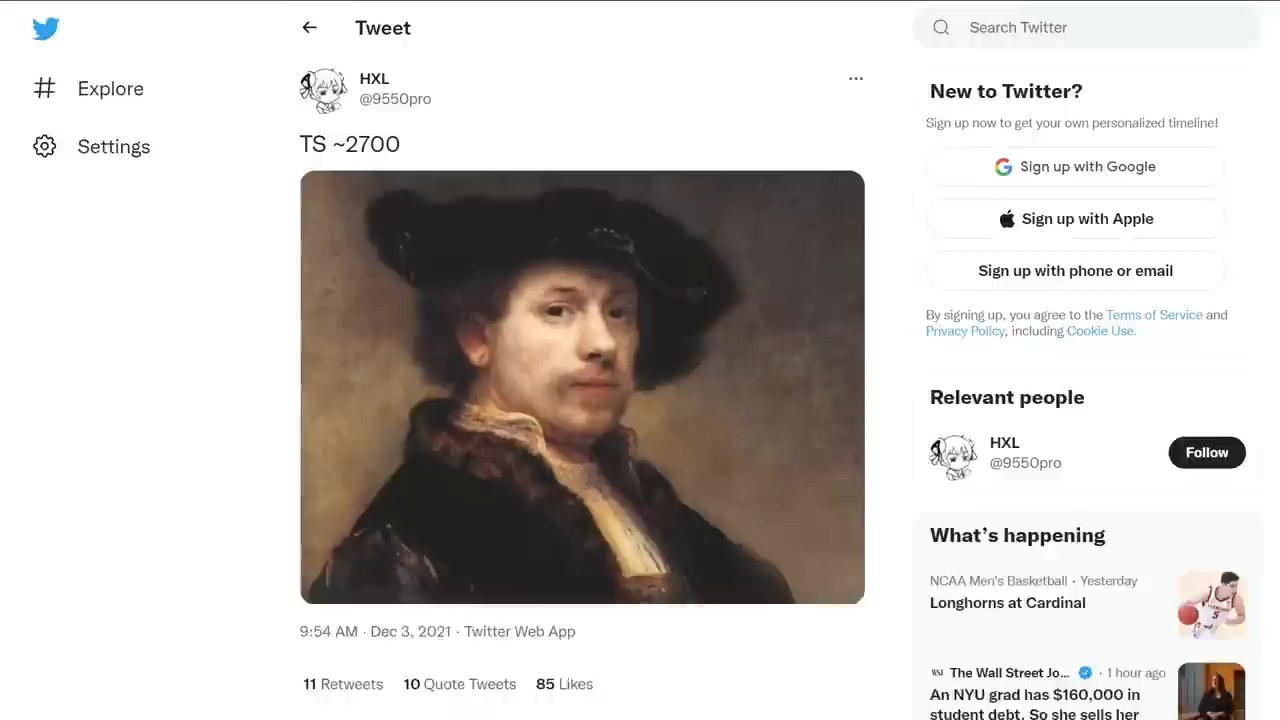 Tweet
Search Twitter
Explore
Settings
HXL
@9550pro
TS ~2700
9:54 AM · Dec 3, 2021 · Twitter Web App
11 Retweets 10 Quote Tweets 85 Likes
New to Twitter?
Sign up now to get your own personalized timeline!
Sign up with Google
Sign up with Apple
Sign up with phone or email
By signing up, you agree to the Terms of Service and
Privacy Policy, including Cookie Use.
Relevant people
HXL
@9550pro
Follow
What’s happening
NCAA Men's Basketball · Yesterday
Longhorns at Cardinal
WSJ The Wall Street Jo... · 1 hour ago
An NYU grad has $160,000 in
student debt. So she sells her